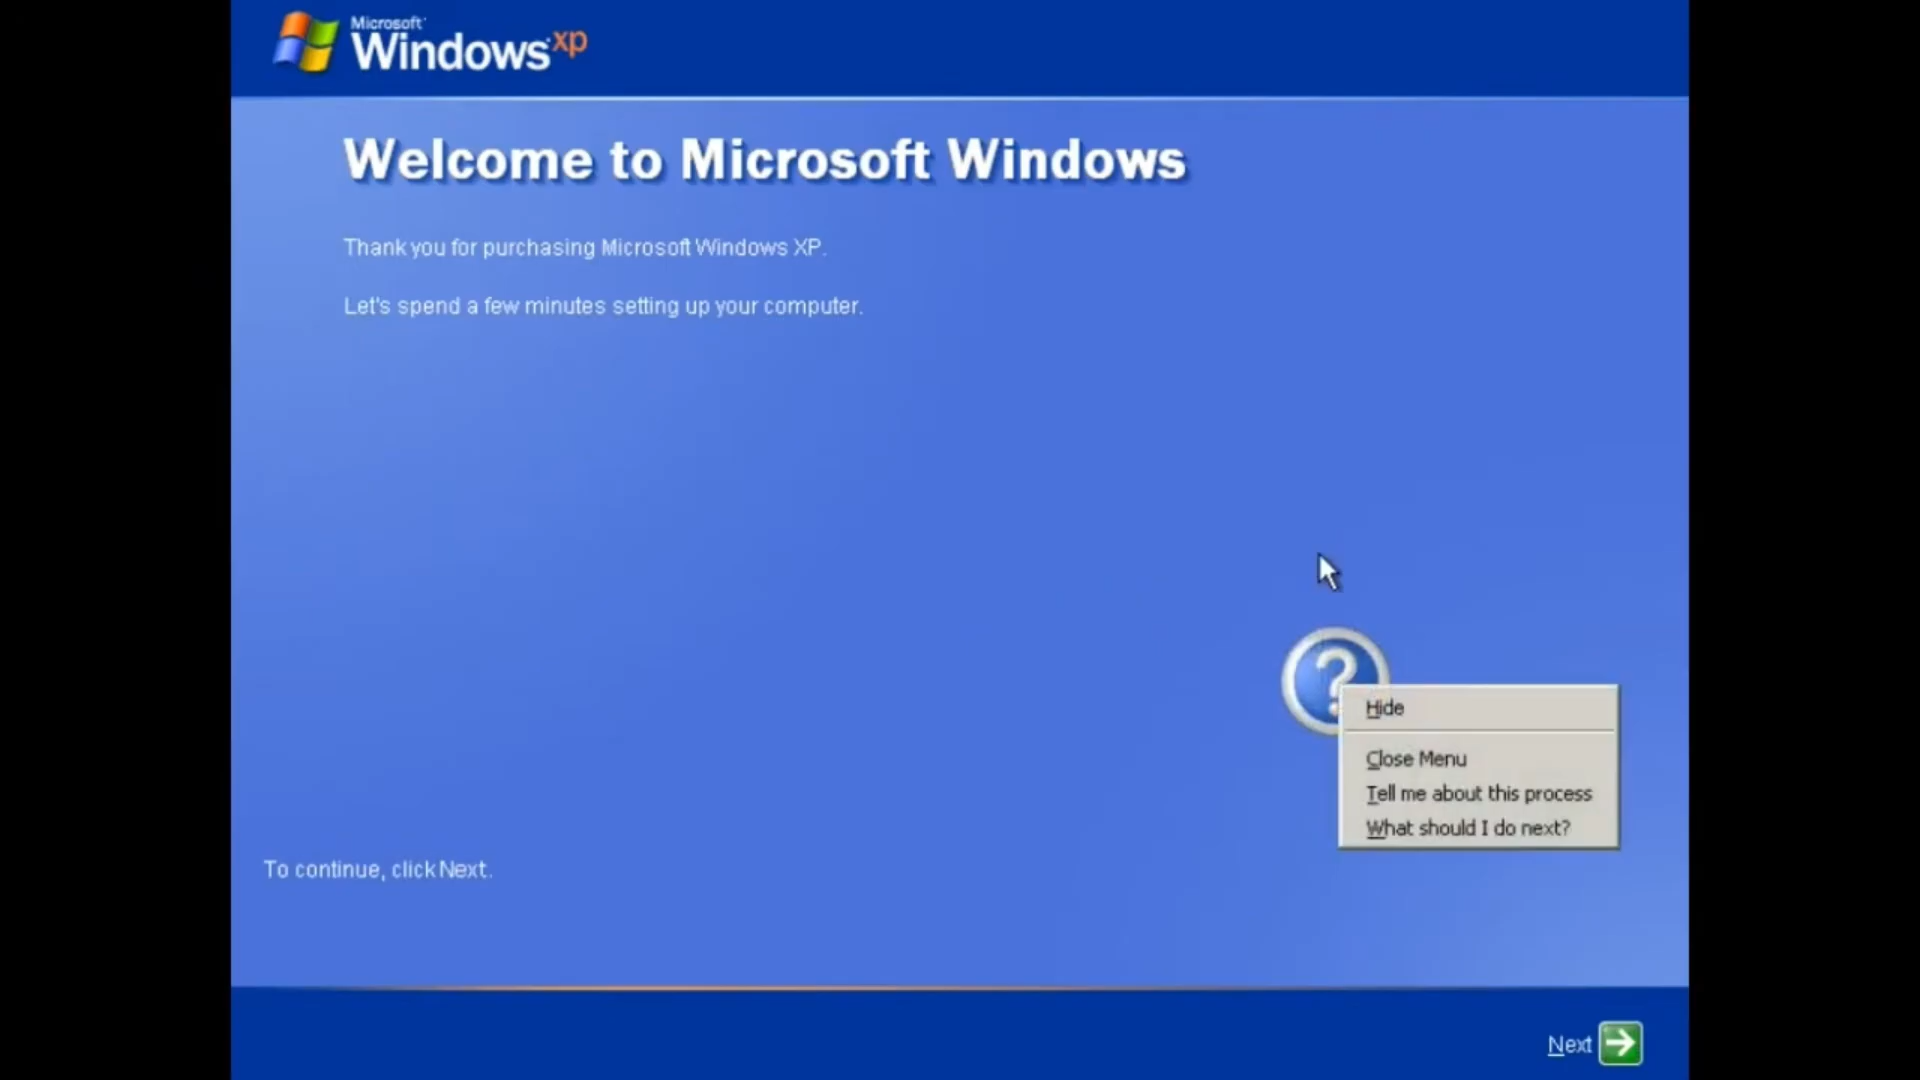 Microsoft
Windows xp
Welcome to Microsoft Windows
Thank you for purchasing Microsoft Windows XP.
Let's spend a few minutes setting up your computer.
?
Hide
Close Menu
Tell me about this process
What should I do next?
To continue, click Next.
Next